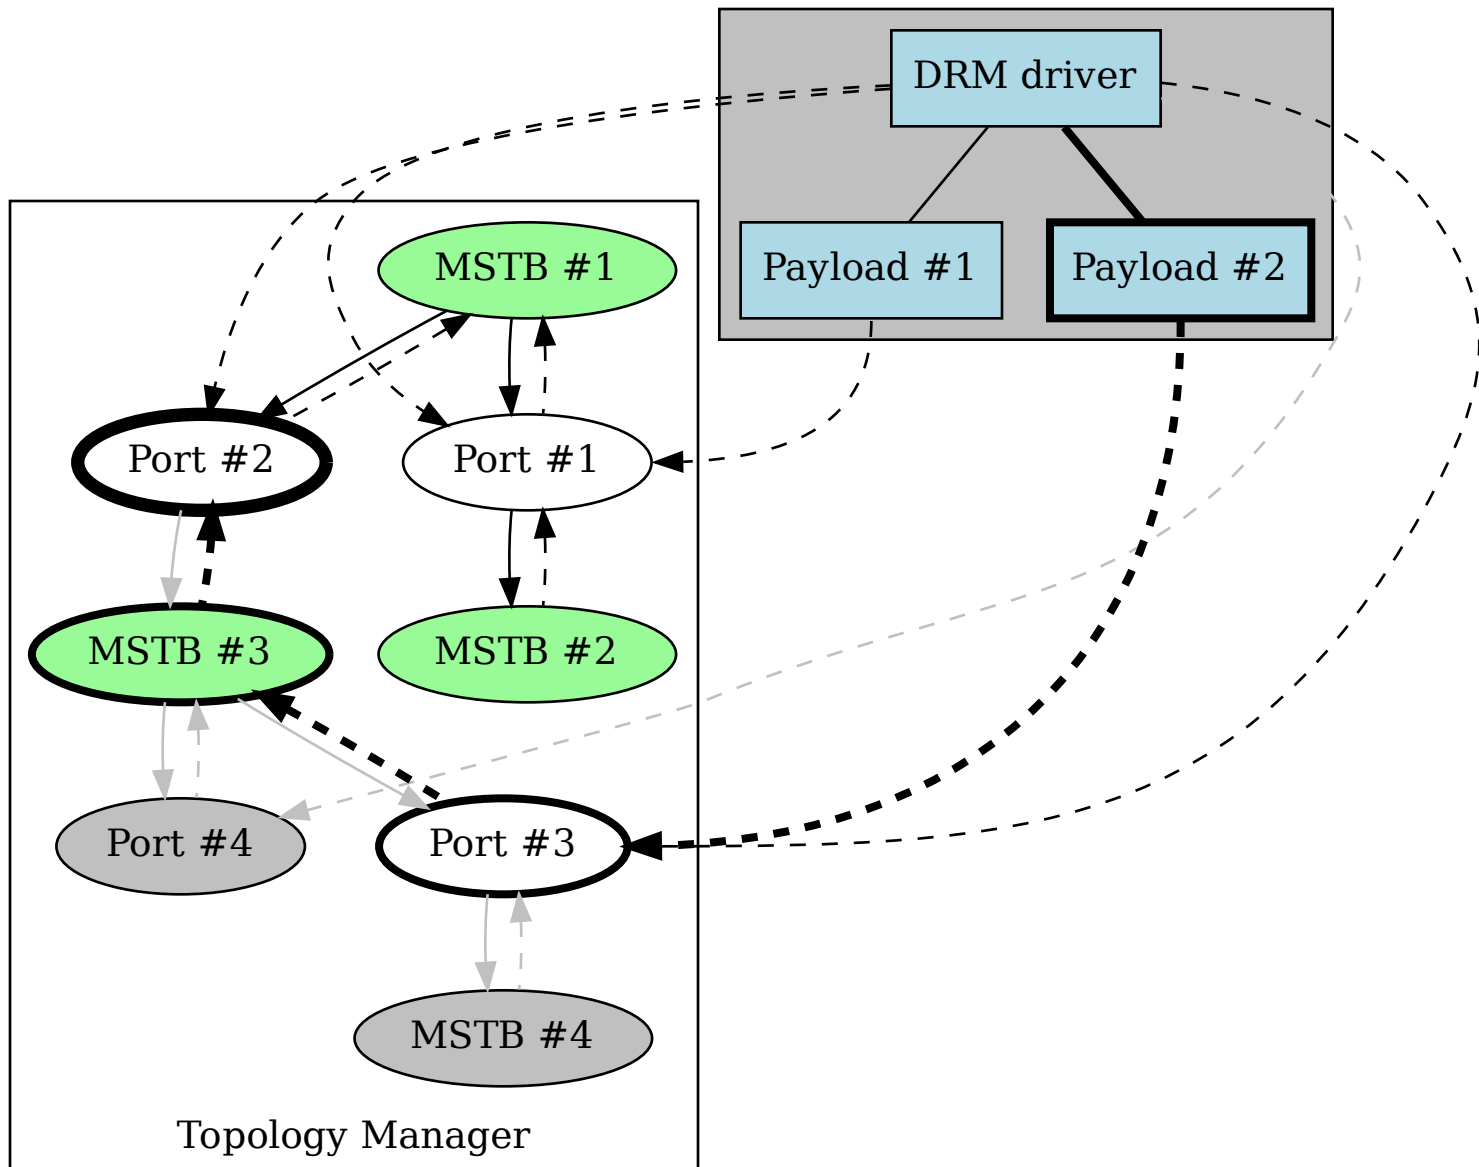 DRM driver
MSTB #1
Payload #1
Payload #2
Port #2
Port #1
MSTB #3
MSTB #2
Port #4
Port #3
MSTB #4
Topology Manager